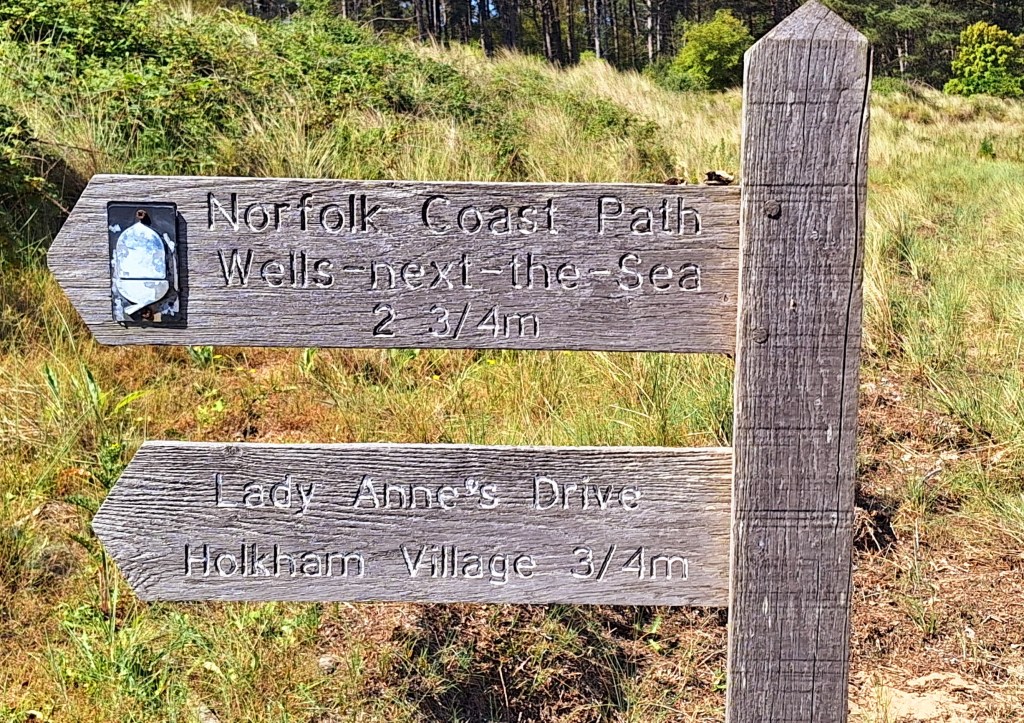 Norfolk Coast Path
Wells-next-the-Sea
2 3/4m
Lady Anne's Drive
Holkham Village 3/4m